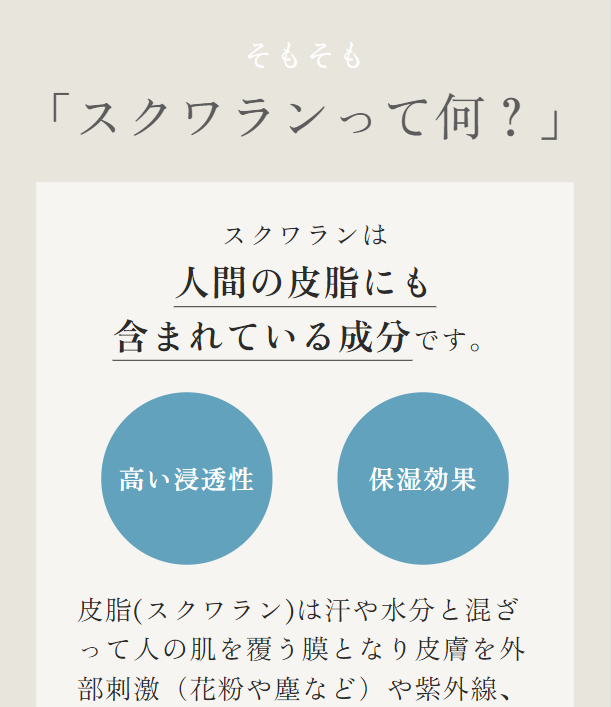 そもそも
「スクワランって何？」
スクワランは
人間の皮脂にも
含まれている成分です。
高い浸透性
保湿効果
皮脂(スクワラン)は汗や水分と混ざ
って人の肌を覆う膜となり皮膚を外
部刺激（花粉や塵など）や紫外線、